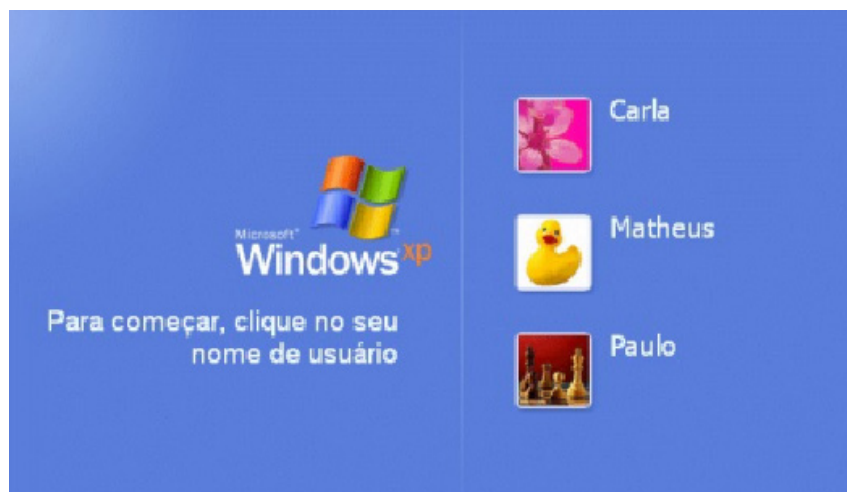 Microsoft
Windows xp
Para começar, clique no seu
nome de usuário
Carla
Matheus
Paulo